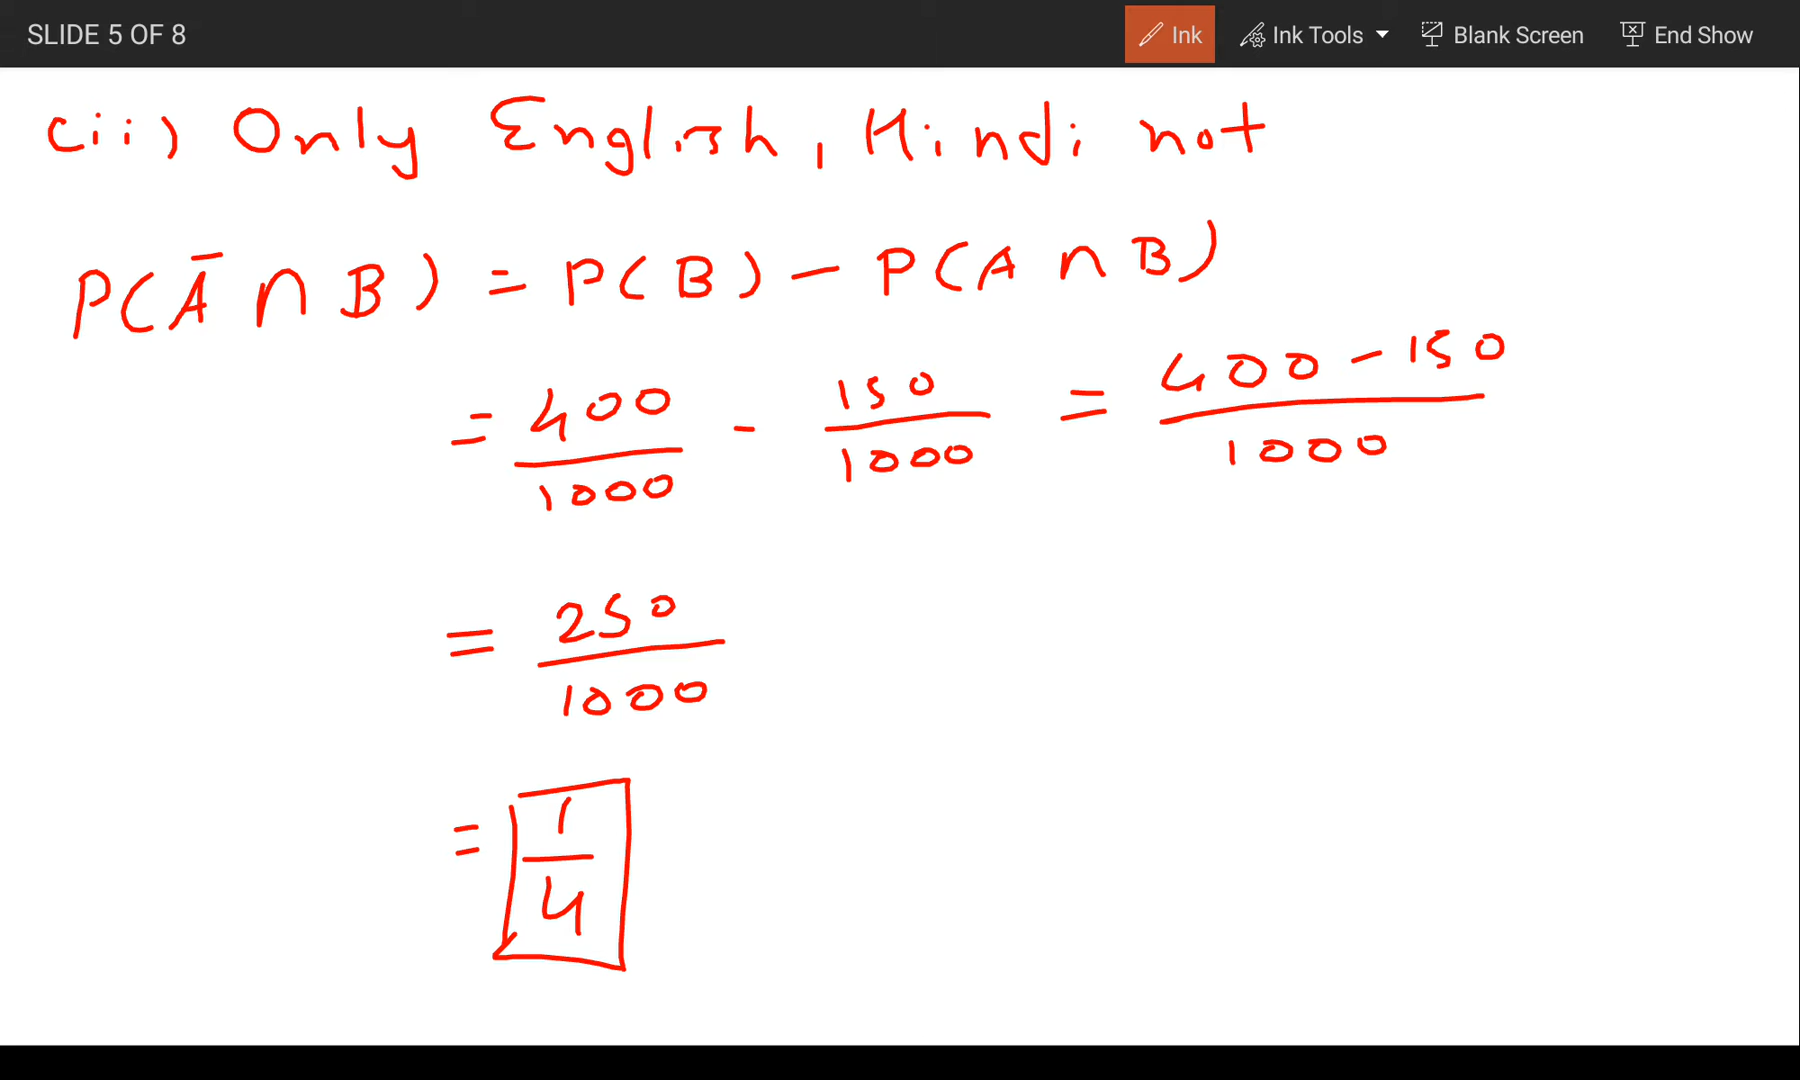 SLIDE 5 OF 8 Ink Ink Tools Blank Screen End Show
(ii) Only English, Hindi not
P(Ā ∩ B) = P(B) - P(A ∩ B)
= 400/1000 - 150/1000 = 400-150/1000
= 250/1000
= 1/4